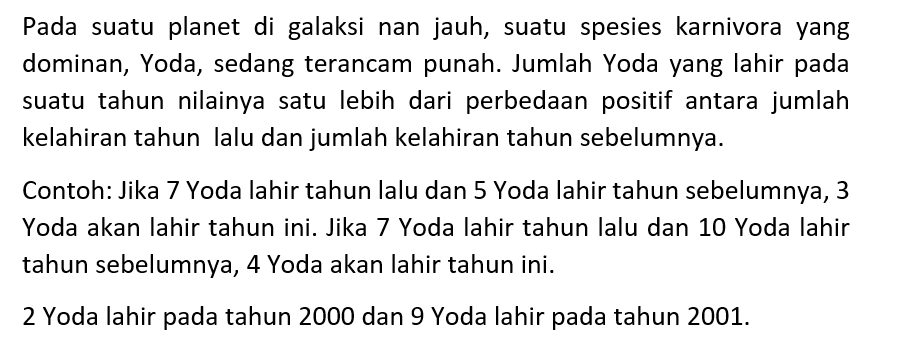 Pada suatu planet di galaksi nan jauh, suatu spesies karnivora yang
dominan, Yoda, sedang terancam punah. Jumlah Yoda yang lahir pada
suatu tahun nilainya satu lebih dari perbedaan positif antara jumlah
kelahiran tahun lalu dan jumlah kelahiran tahun sebelumnya.
Contoh: Jika 7 Yoda lahir tahun lalu dan 5 Yoda lahir tahun sebelumnya, 3
Yoda akan lahir tahun ini. Jika 7 Yoda lahir tahun lalu dan 10 Yoda lahir
tahun sebelumnya, 4 Yoda akan lahir tahun ini.
2 Yoda lahir pada tahun 2000 dan 9 Yoda lahir pada tahun 2001.